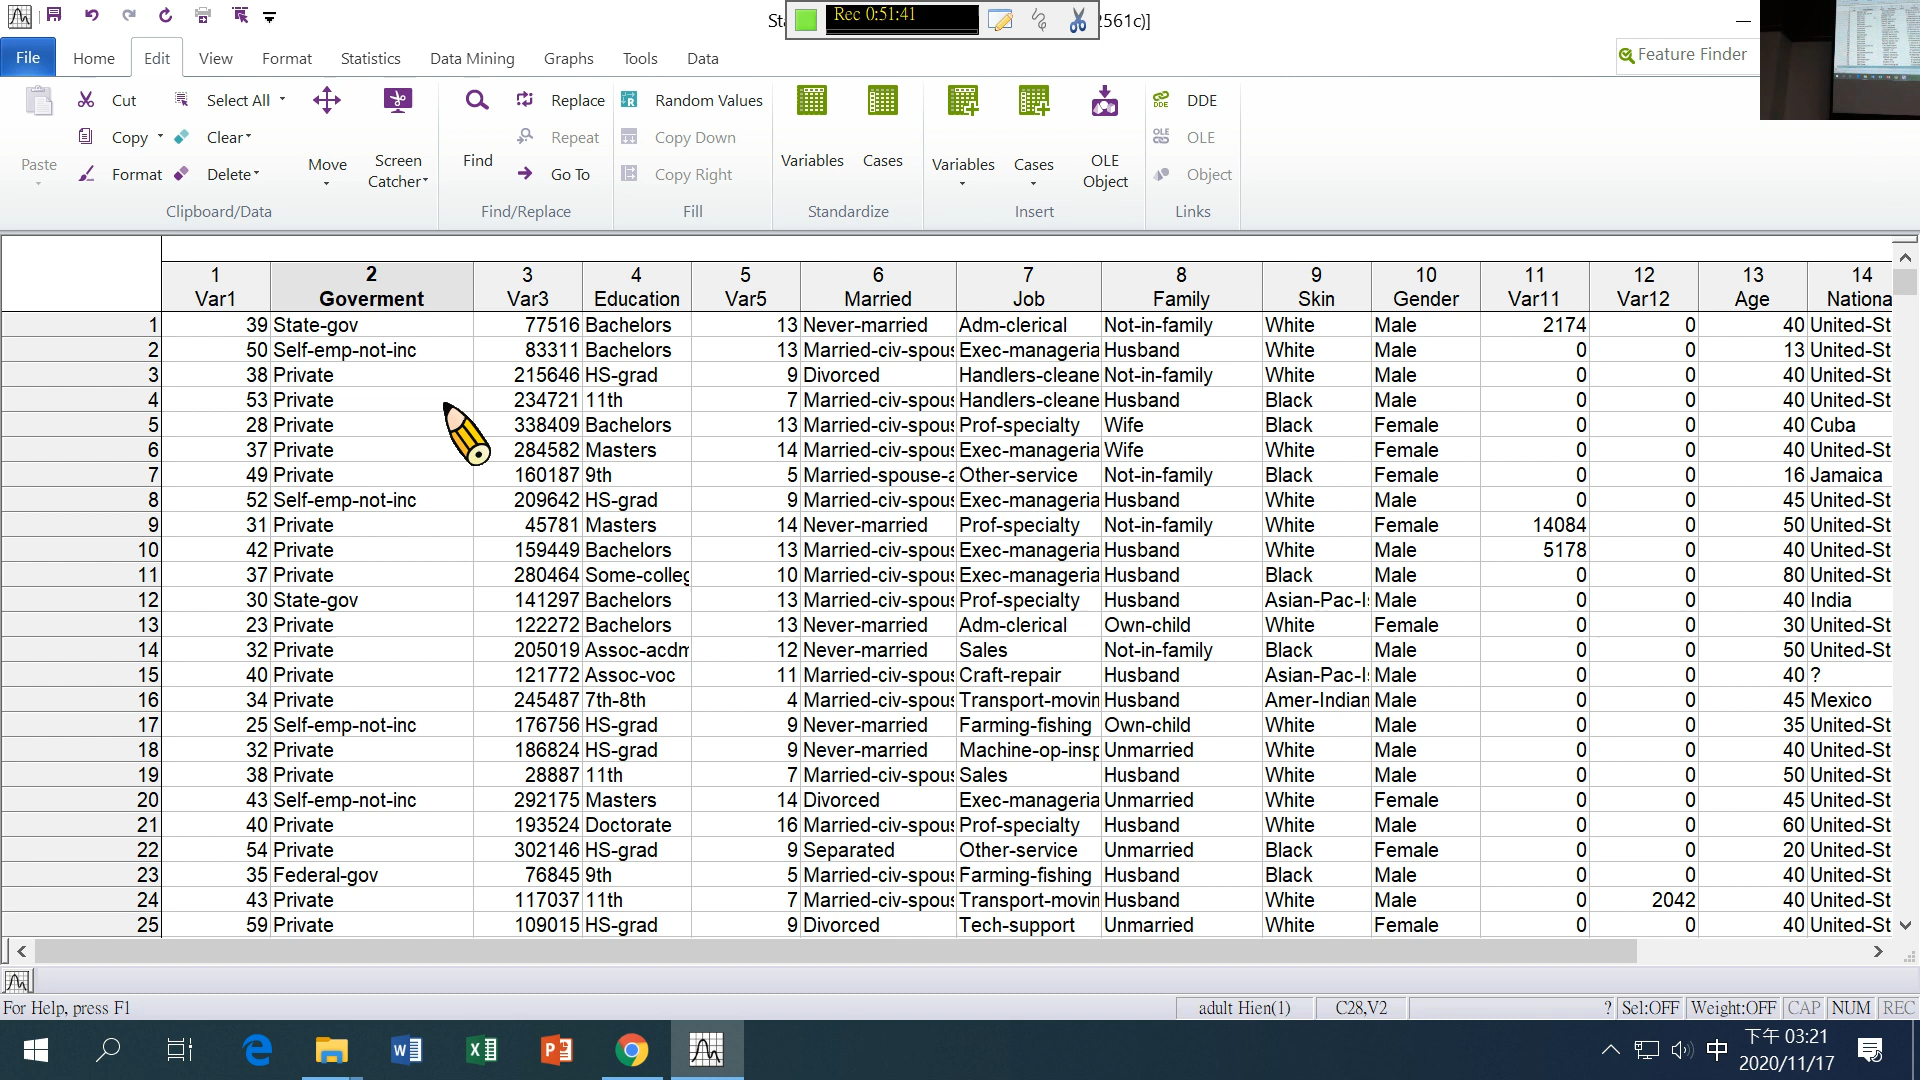 Sta
Rec 0:51:41
2561c)]
File Home Edit View Format Statistics Data Mining Graphs Tools Data
Feature Finder
Cut Select All Replace Random Values DDE
Copy Clear Repeat Copy Down OLE
Paste Format Delete Move Screen Catcher Find Go To Copy Right Variables Cases Variables Cases OLE Object Object
Clipboard/Data Find/Replace Fill Standardize Insert Links
1 2 3 4 5 6 7 8 9 10 11 12 13 14
Var1 Goverment Var3 Education Var5 Married Job Family Skin Gender Var11 Var12 Age Nationa
1 39 State-gov 77516 Bachelors 13 Never-married Adm-clerical Not-in-family White Male 2174 0 40 United-St
2 50 Self-emp-not-inc 83311 Bachelors 13 Married-civ-spous Exec-manageria Husband White Male 0 0 13 United-St
3 38 Private 215646 HS-grad 9 Divorced Handlers-cleane Not-in-family White Male 0 0 40 United-St
4 53 Private 234721 11th 7 Married-civ-spous Handlers-cleane Husband Black Male 0 0 40 United-St
5 28 Private 338409 Bachelors 13 Married-civ-spous Prof-specialty Wife Black Female 0 0 40 Cuba
6 37 Private 284582 Masters 14 Married-civ-spous Exec-manageria Wife White Female 0 0 40 United-St
7 49 Private 160187 9th 5 Married-spouse-a Other-service Not-in-family Black Female 0 0 16 Jamaica
8 52 Self-emp-not-inc 209642 HS-grad 9 Married-civ-spous Exec-manageria Husband White Male 0 0 45 United-St
9 31 Private 45781 Masters 14 Never-married Prof-specialty Not-in-family White Female 14084 0 50 United-St
10 42 Private 159449 Bachelors 13 Married-civ-spous Exec-manageria Husband White Male 5178 0 40 United-St
11 37 Private 280464 Some-colleg 10 Married-civ-spous Exec-manageria Husband Black Male 0 0 80 United-St
12 30 State-gov 141297 Bachelors 13 Married-civ-spous Prof-specialty Husband Asian-Pac-Is Male 0 0 40 India
13 23 Private 122272 Bachelors 13 Never-married Adm-clerical Own-child White Female 0 0 30 United-St
14 32 Private 205019 Assoc-acdm 12 Never-married Sales Not-in-family Black Male 0 0 50 United-St
15 40 Private 121772 Assoc-voc 11 Married-civ-spous Craft-repair Husband Asian-Pac-Is Male 0 0 40 ?
16 34 Private 245487 7th-8th 4 Married-civ-spous Transport-movin Husband Amer-Indian Male 0 0 45 Mexico
17 25 Self-emp-not-inc 176756 HS-grad 9 Never-married Farming-fishing Own-child White Male 0 0 35 United-St
18 32 Private 186824 HS-grad 9 Never-married Machine-op-insp Unmarried White Male 0 0 40 United-St
19 38 Private 28887 11th 7 Married-civ-spous Sales Husband White Male 0 0 50 United-St
20 43 Self-emp-not-inc 292175 Masters 14 Divorced Exec-manageria Unmarried White Female 0 0 45 United-St
21 40 Private 193524 Doctorate 16 Married-civ-spous Prof-specialty Husband White Male 0 0 60 United-St
22 54 Private 302146 HS-grad 9 Separated Other-service Unmarried Black Female 0 0 20 United-St
23 35 Federal-gov 76845 9th 5 Married-civ-spous Farming-fishing Husband Black Male 0 0 40 United-St
24 43 Private 117037 11th 7 Married-civ-spous Transport-movin Husband White Male 0 2042 40 United-St
25 59 Private 109015 HS-grad 9 Divorced Tech-support Unmarried White Female 0 0 40 United-St
For Help, press F1 adult Hien(1) C28,V2 ? Sel:OFF Weight:OFF CAP NUM REC
中 下午 03:21
2020/11/17